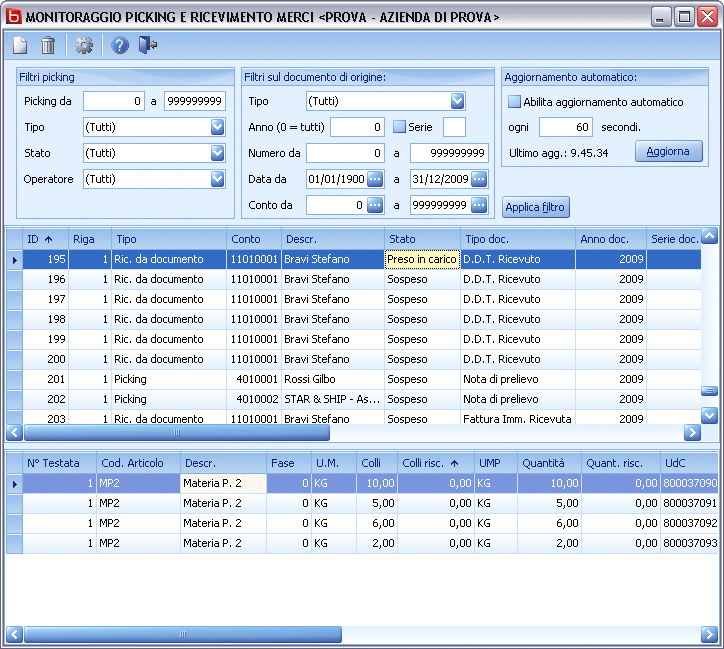 MONITORAGGIO PICKING E RICEVIMENTO MERCI <PROVA - AZIENDA DI PROVA>
Filtri picking
Picking da 0 a 999999999
Tipo (Tutti)
Stato (Tutti)
Operatore (Tutti)
Filtri sul documento di origine:
Tipo (Tutti)
Anno (0 = tutti) 0 Serie
Numero da 0 a 999999999
Data da 01/01/1900 a 31/12/2009
Conto da 0 a 999999999
Aggiornamento automatico:
Abilita aggiornamento automatico
ogni 60 secondi.
Ultimo agg.: 9.45.34 Aggiorna
Applica filtro
ID Riga Tipo Conto Descr. Stato Tipo doc. Anno doc. Serie doc.
195 1 Ric. da documento 11010001 Bravi Stefano Preso in carico D.D.T. Ricevuto 2009
196 1 Ric. da documento 11010001 Bravi Stefano Sospeso D.D.T. Ricevuto 2009
197 1 Ric. da documento 11010001 Bravi Stefano Sospeso D.D.T. Ricevuto 2009
198 1 Ric. da documento 11010001 Bravi Stefano Sospeso D.D.T. Ricevuto 2009
199 1 Ric. da documento 11010001 Bravi Stefano Sospeso D.D.T. Ricevuto 2009
200 1 Ric. da documento 11010001 Bravi Stefano Sospeso D.D.T. Ricevuto 2009
201 1 Picking 4010001 Rossi Gilbo Sospeso Nota di prelievo 2009
202 1 Picking 4010002 STAR & SHIP - As... Sospeso Nota di prelievo 2009
203 1 Ric. da documento 11010001 Bravi Stefano Sospeso Fattura Imm. Ricevuta 2009
N° Testata Cod. Articolo Descr. Fase U.M. Colli Colli risc. UMP Quantità Quant. risc. UdC
1 MP2 Materia P. 2 0 KG 10,00 0,00 KG 10,00 0,00 800037090
1 MP2 Materia P. 2 0 KG 5,00 0,00 KG 5,00 0,00 800037091
1 MP2 Materia P. 2 0 KG 6,00 0,00 KG 6,00 0,00 800037092
1 MP2 Materia P. 2 0 KG 2,00 0,00 KG 2,00 0,00 800037093